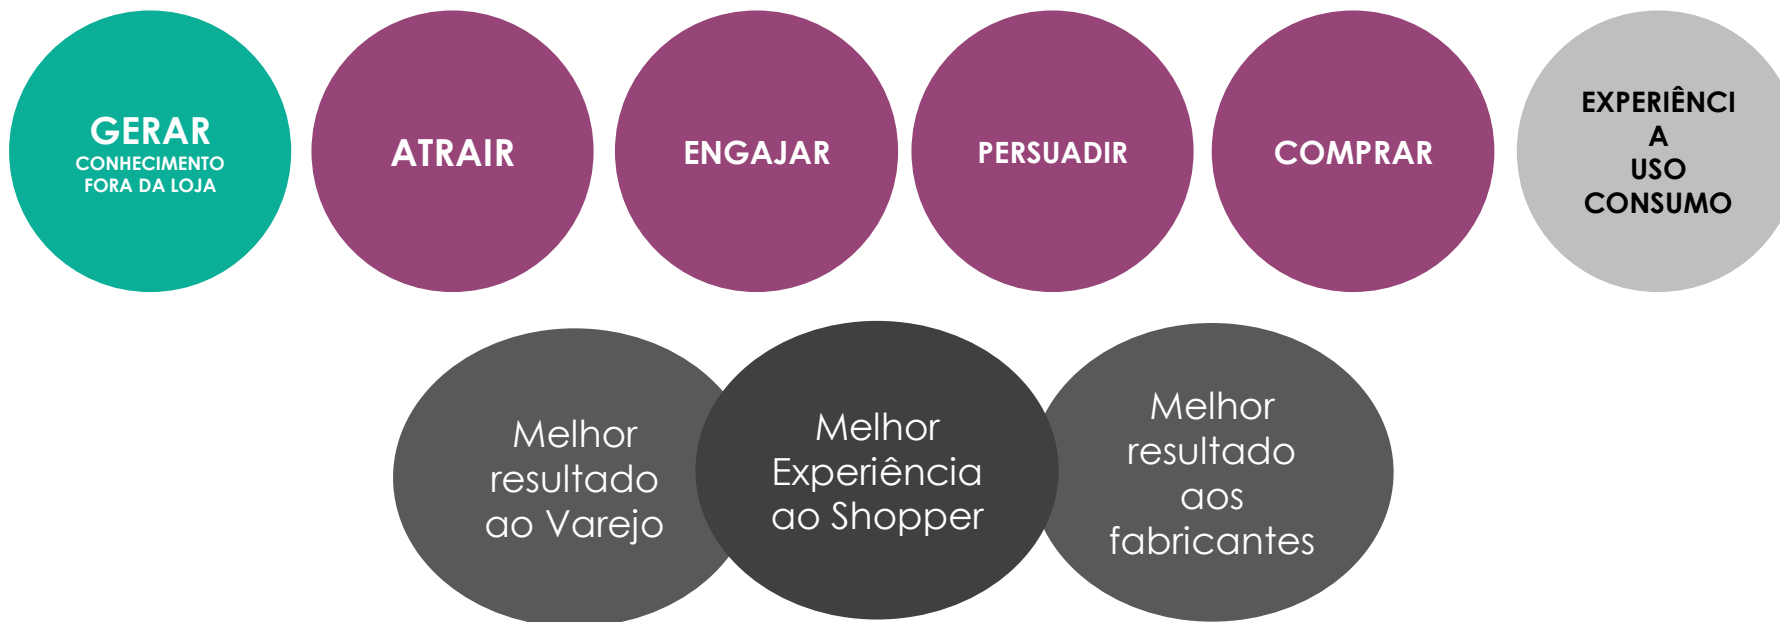 GERAR
CONHECIMENTO
FORA DA LOJA
ATRAIR
ENGAJAR
PERSUADIR
COMPRAR
EXPERIÊNCI
A
USO
CONSUMO
Melhor
resultado
ao Varejo
Melhor
Experiência
ao Shopper
Melhor
resultado
aos
fabricantes